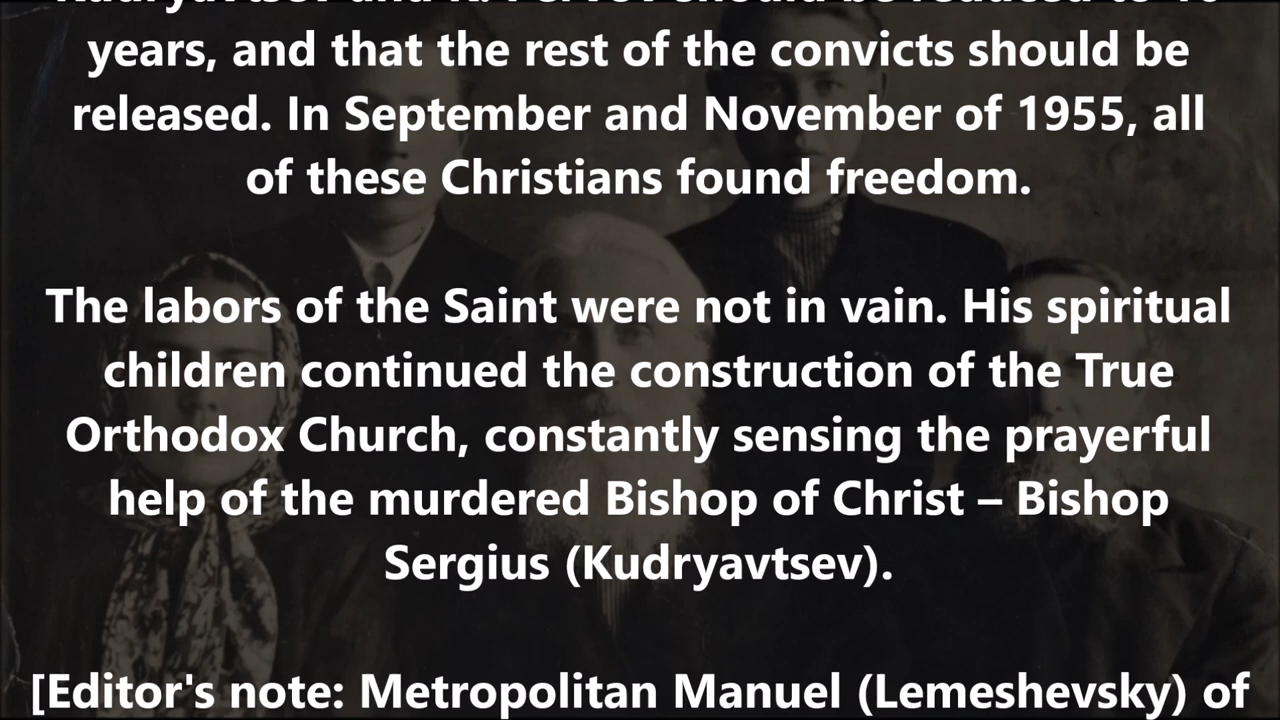 years, and that the rest of the convicts should be
released. In September and November of 1955, all
of these Christians found freedom.
The labors of the Saint were not in vain. His spiritual
children continued the construction of the True
Orthodox Church, constantly sensing the prayerful
help of the murdered Bishop of Christ – Bishop
Sergius (Kudryavtsev).
[Editor's note: Metropolitan Manuel (Lemeshevsky) of